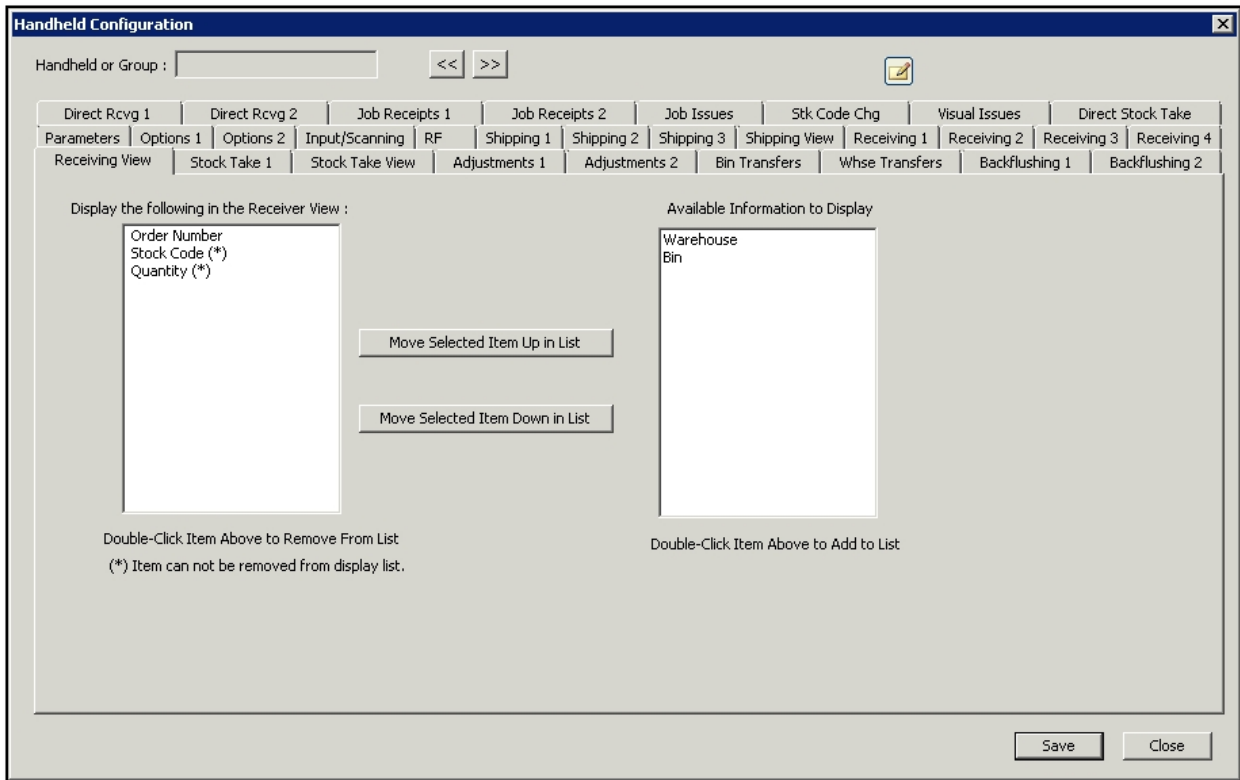 Handheld Configuration
Handheld or Group : << >>
Direct Rcvg 1 Direct Rcvg 2 Job Receipts 1 Job Receipts 2 Job Issues Stk Code Chg Visual Issues Direct Stock Take
Parameters Options 1 Options 2 Input/Scanning RF Shipping 1 Shipping 2 Shipping 3 Shipping View Receiving 1 Receiving 2 Receiving 3 Receiving 4
Receiving View Stock Take 1 Stock Take View Adjustments 1 Adjustments 2 Bin Transfers Whse Transfers Backflushing 1 Backflushing 2
Display the following in the Receiver View :
Order Number
Stock Code (*)
Quantity (*)
Move Selected Item Up in List
Move Selected Item Down in List
Double-Click Item Above to Remove From List
(*) Item can not be removed from display list.
Available Information to Display
Warehouse
Bin
Double-Click Item Above to Add to List
Save Close